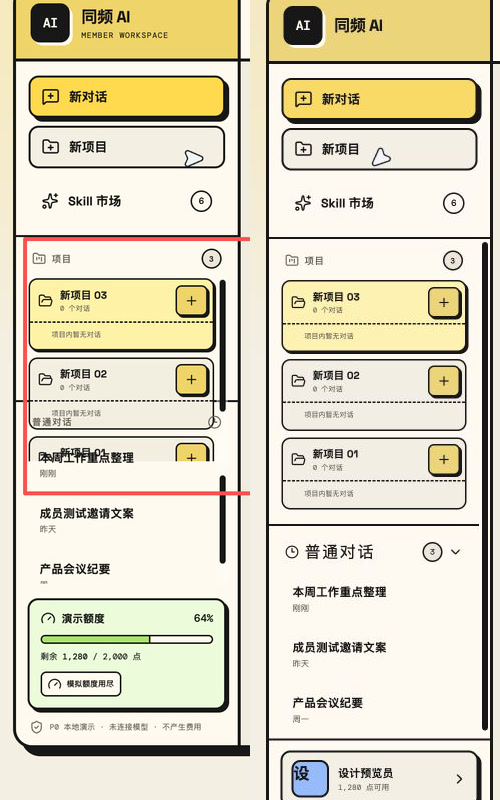 AI
同频 AI
MEMBER WORKSPACE
新对话
新项目
Skill 市场
6
项目
3
新项目 03
0 个对话
项目内暂无对话
新项目 02
0 个对话
项目内暂无对话
普通对话
新项目 01
本周工作重点整理
刚刚
成员测试邀请文案
昨天
产品会议纪要
演示额度
64%
剩余 1,280 / 2,000 点
模拟额度用尽
P0 本地演示 · 未连接模型 · 不产生费用
AI
同频 AI
新对话
新项目
Skill 市场
6
项目
3
新项目 03
0 个对话
项目内暂无对话
新项目 02
0 个对话
项目内暂无对话
新项目 01
0 个对话
项目内暂无对话
普通对话
3
本周工作重点整理
刚刚
成员测试邀请文案
昨天
产品会议纪要
周一
设
设计预览员
1,280 点可用